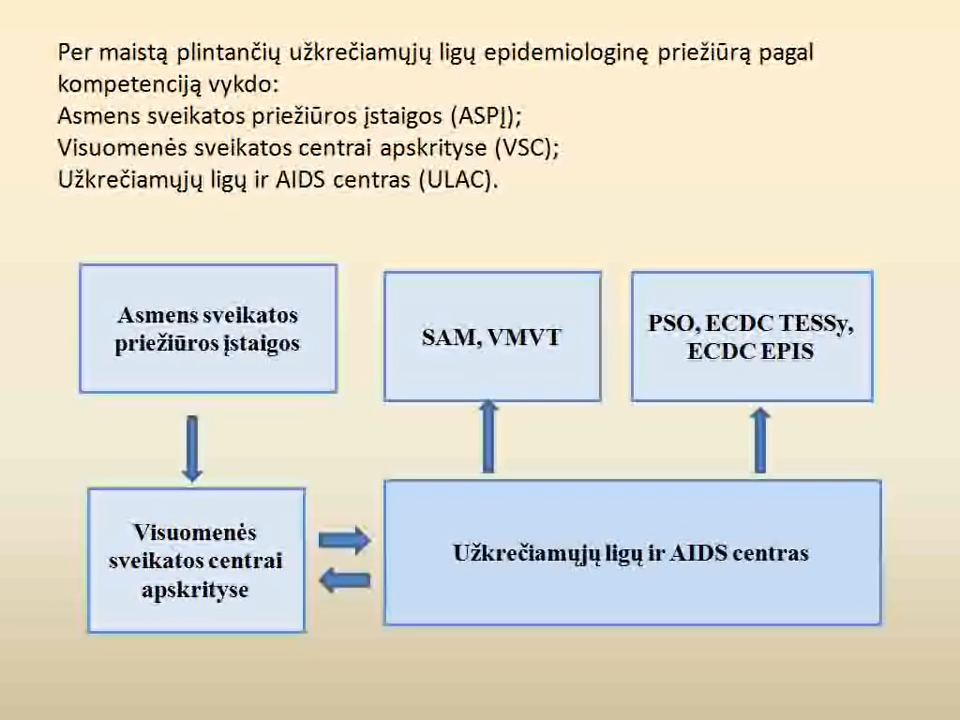 Per maistą plintančių užkrečiamųjų ligų epidemiologinę priežiūrą pagal
kompetenciją vykdo:
Asmens sveikatos priežiūros įstaigos (ASPĮ);
Visuomenės sveikatos centrai apskrityse (VSC);
Užkrečiamųjų ligų ir AIDS centras (ULAC).
Asmens sveikatos
priežiūros įstaigos
SAM, VMVT
PSO, ECDC TESSy,
ECDC EPIS
Visuomenės
sveikatos centrai
apskrityse
Užkrečiamųjų ligų ir AIDS centras